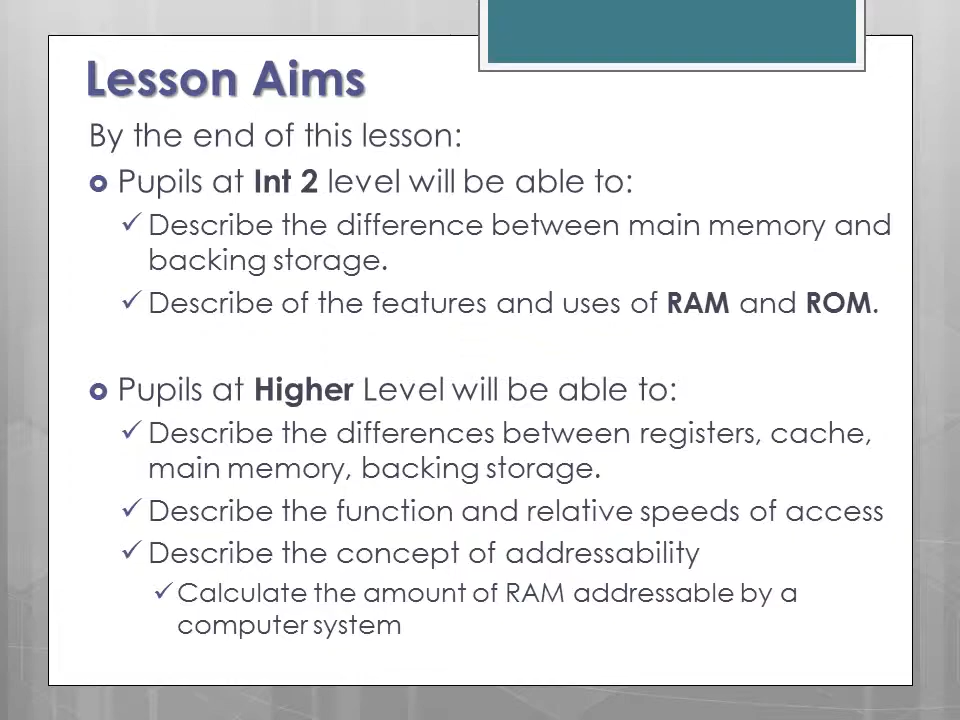 Lesson Aims
By the end of this lesson:
Pupils at Int 2 level will be able to:
Describe the difference between main memory and
backing storage.
Describe of the features and uses of RAM and ROM.
Pupils at Higher Level will be able to:
Describe the differences between registers, cache,
main memory, backing storage.
Describe the function and relative speeds of access
Describe the concept of addressability
Calculate the amount of RAM addressable by a
computer system